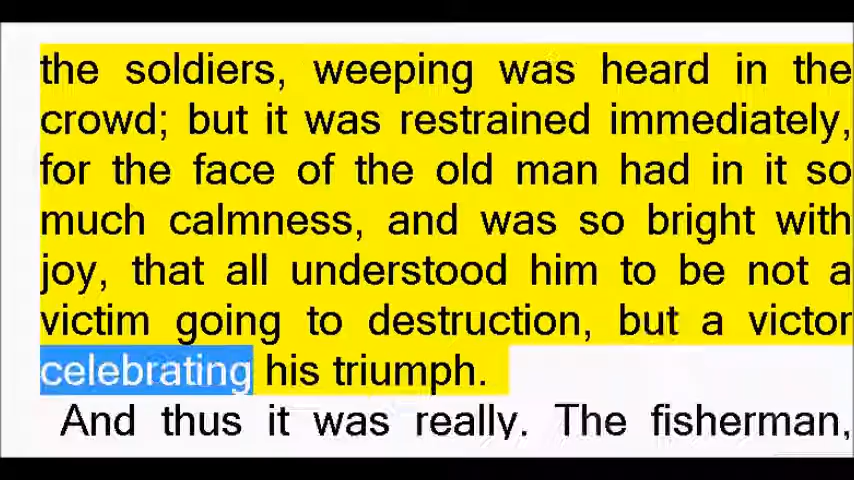 the soldiers, weeping was heard in the
crowd; but it was restrained immediately,
for the face of the old man had in it so
much calmness, and was so bright with
joy, that all understood him to be not a
victim going to destruction, but a victor
celebrating his triumph.
And thus it was really. The fisherman,